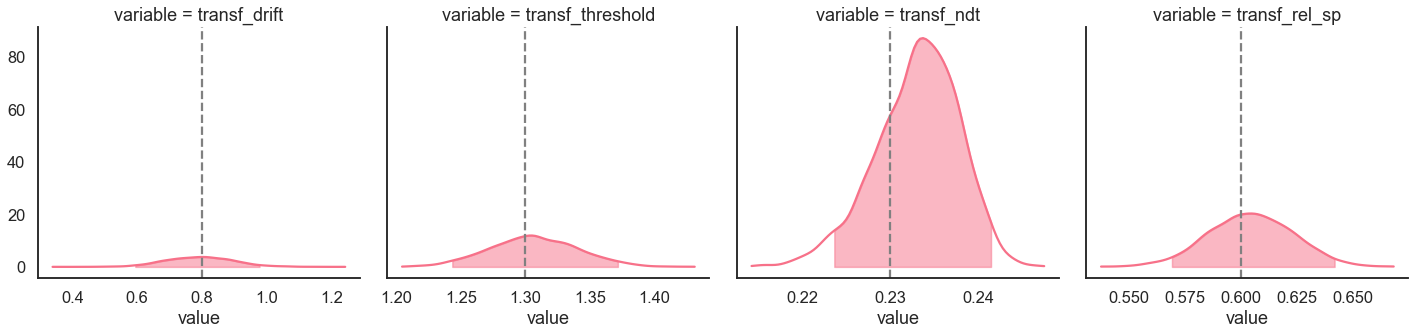 variable = transf_drift
variable = transf_threshold
variable = transf_ndt
variable = transf_rel_sp
80
60
40
20
0
0.4 0.6 0.8 1.0 1.2
1.20 1.25 1.30 1.35 1.40
0.22 0.23 0.24
0.550 0.575 0.600 0.625 0.650
value
value
value
value